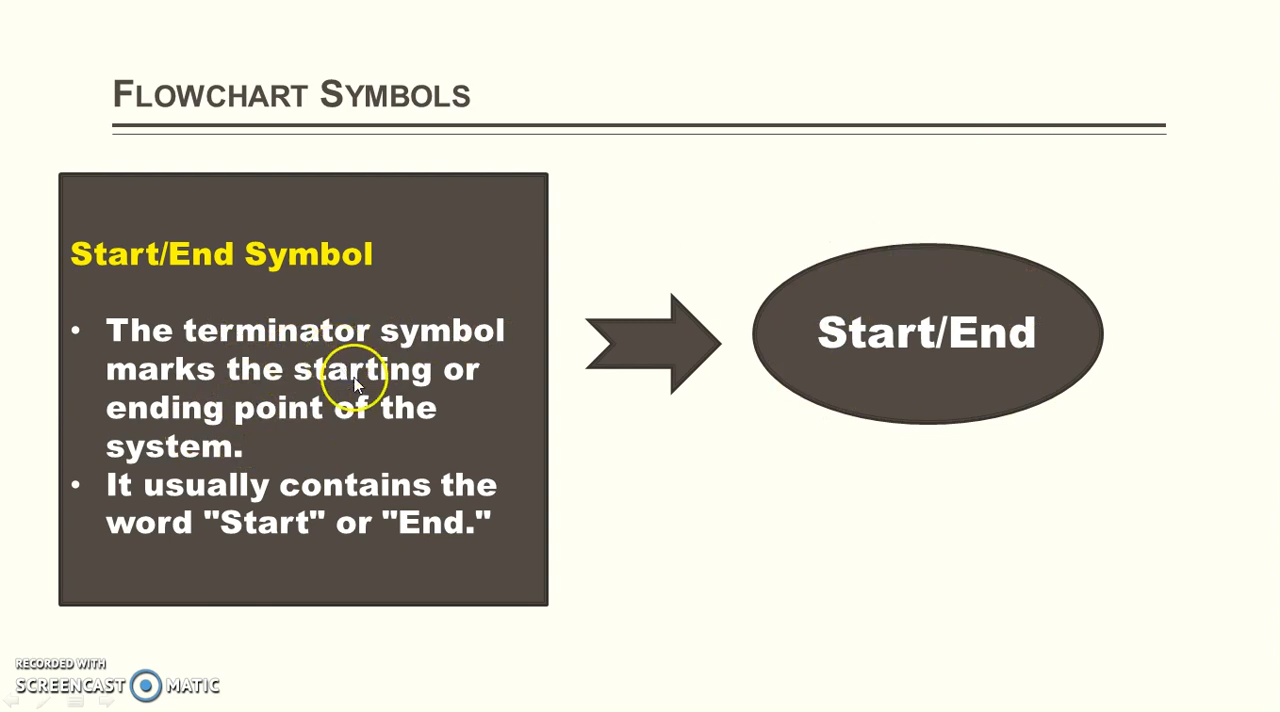 FLOWCHART SYMBOLS
Start/End Symbol
• The terminator symbol
marks the starting or
ending point of the
system.
• It usually contains the
word "Start" or "End."
Start/End
RECORDED WITH
SCREENCAST MATIC